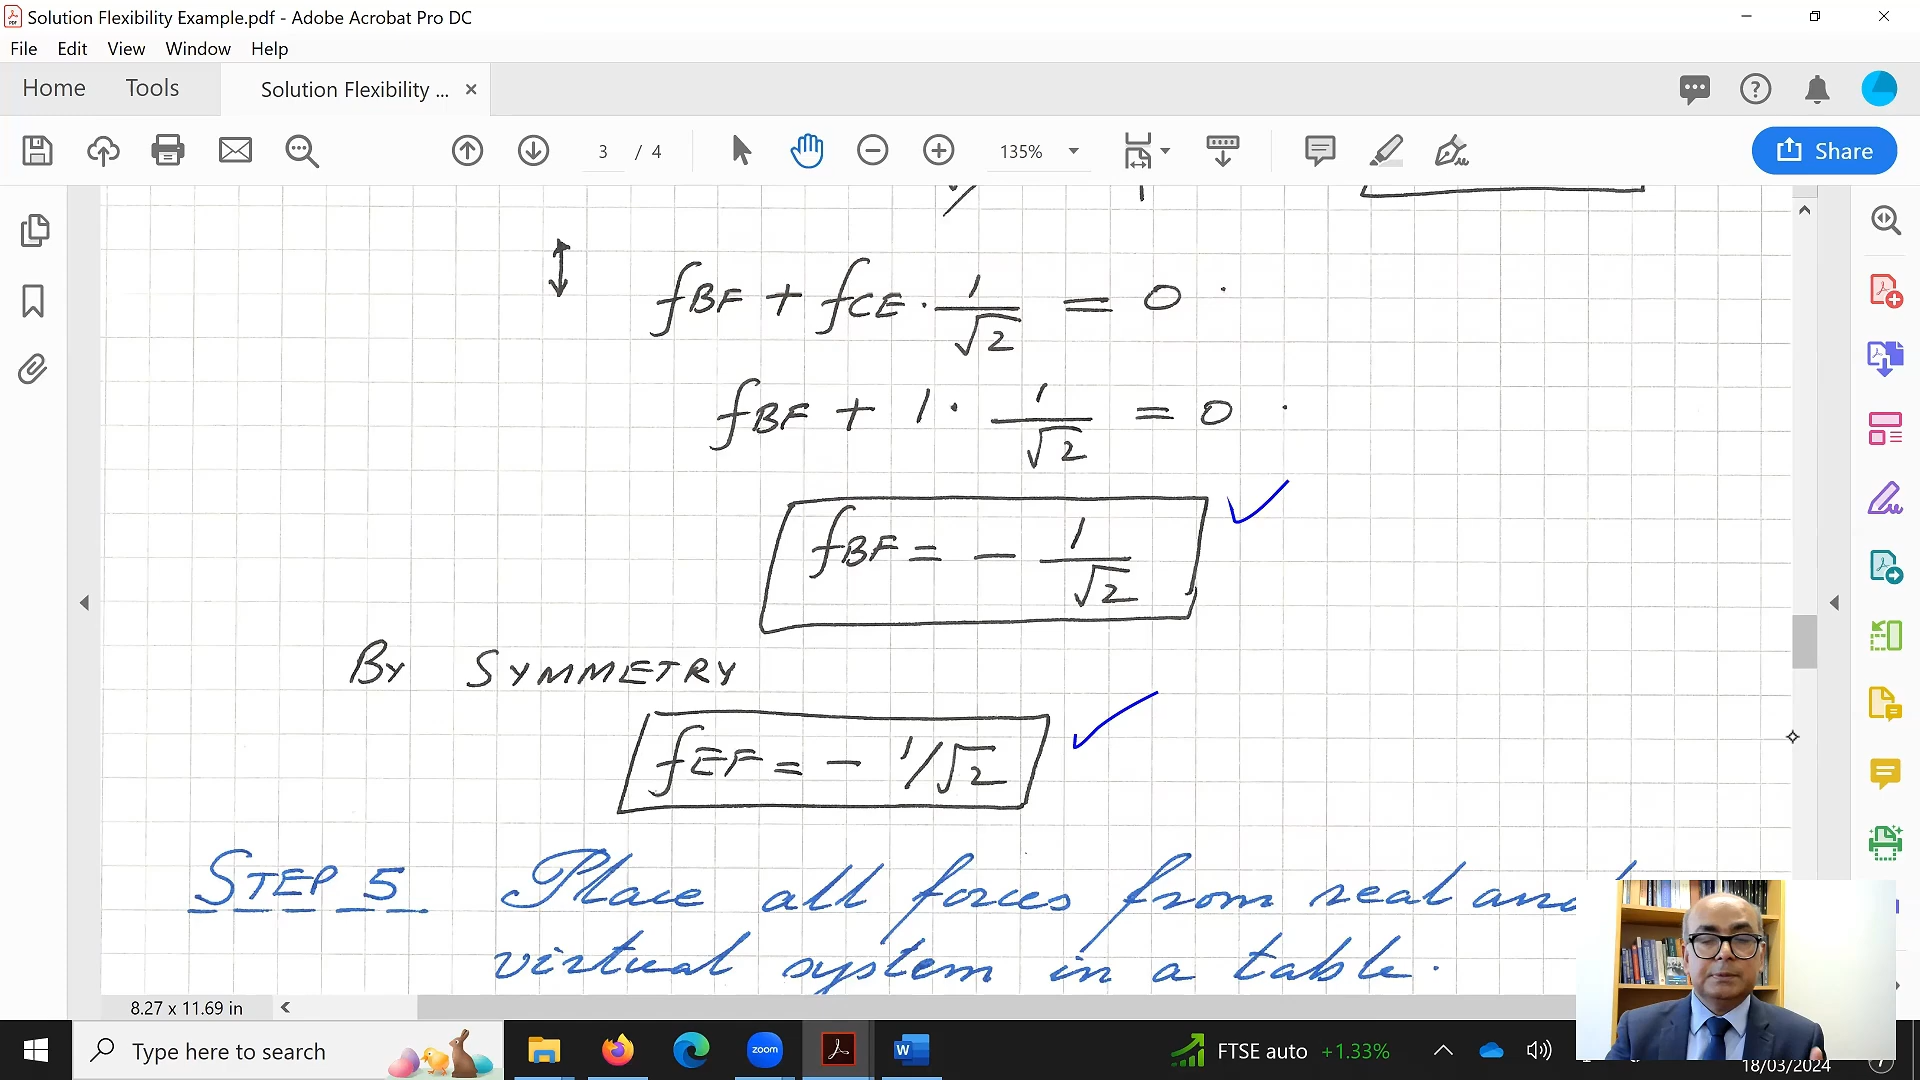 Solution Flexibility Example.pdf - Adobe Acrobat Pro DC
File Edit View Window Help
Home Tools Solution Flexibility ... ×
3 / 4 135% Share
fBF + fCE · 1/√2 = 0
fBF + 1 · 1/√2 = 0
fBF = - 1/√2
By SYMMETRY
fEF = - 1/√2
STEP 5 Place all forces from real and
virtual system in a table.
8.27 x 11.69 in
Type here to search zoom W FTSE auto +1.33%
18/03/2024